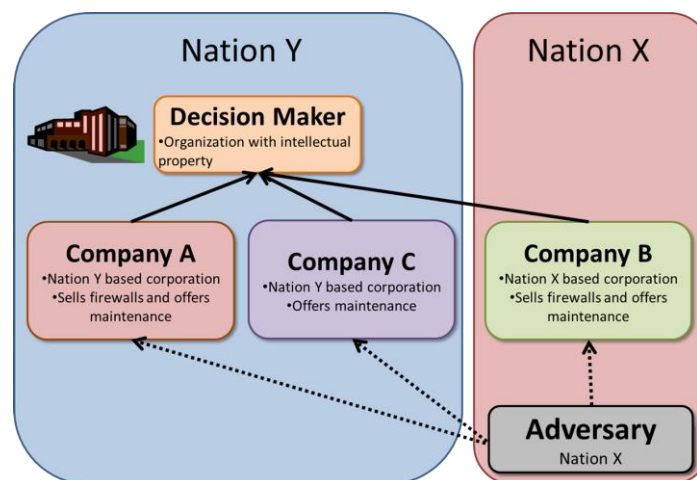 Nation Y
Nation X
Decision Maker
•Organization with intellectual
property
Company A
•Nation Y based corporation
•Sells firewalls and offers
maintenance
Company C
•Nation Y based corporation
•Offers maintenance
Company B
•Nation X based corporation
•Sells firewalls and offers
maintenance
Adversary
Nation X